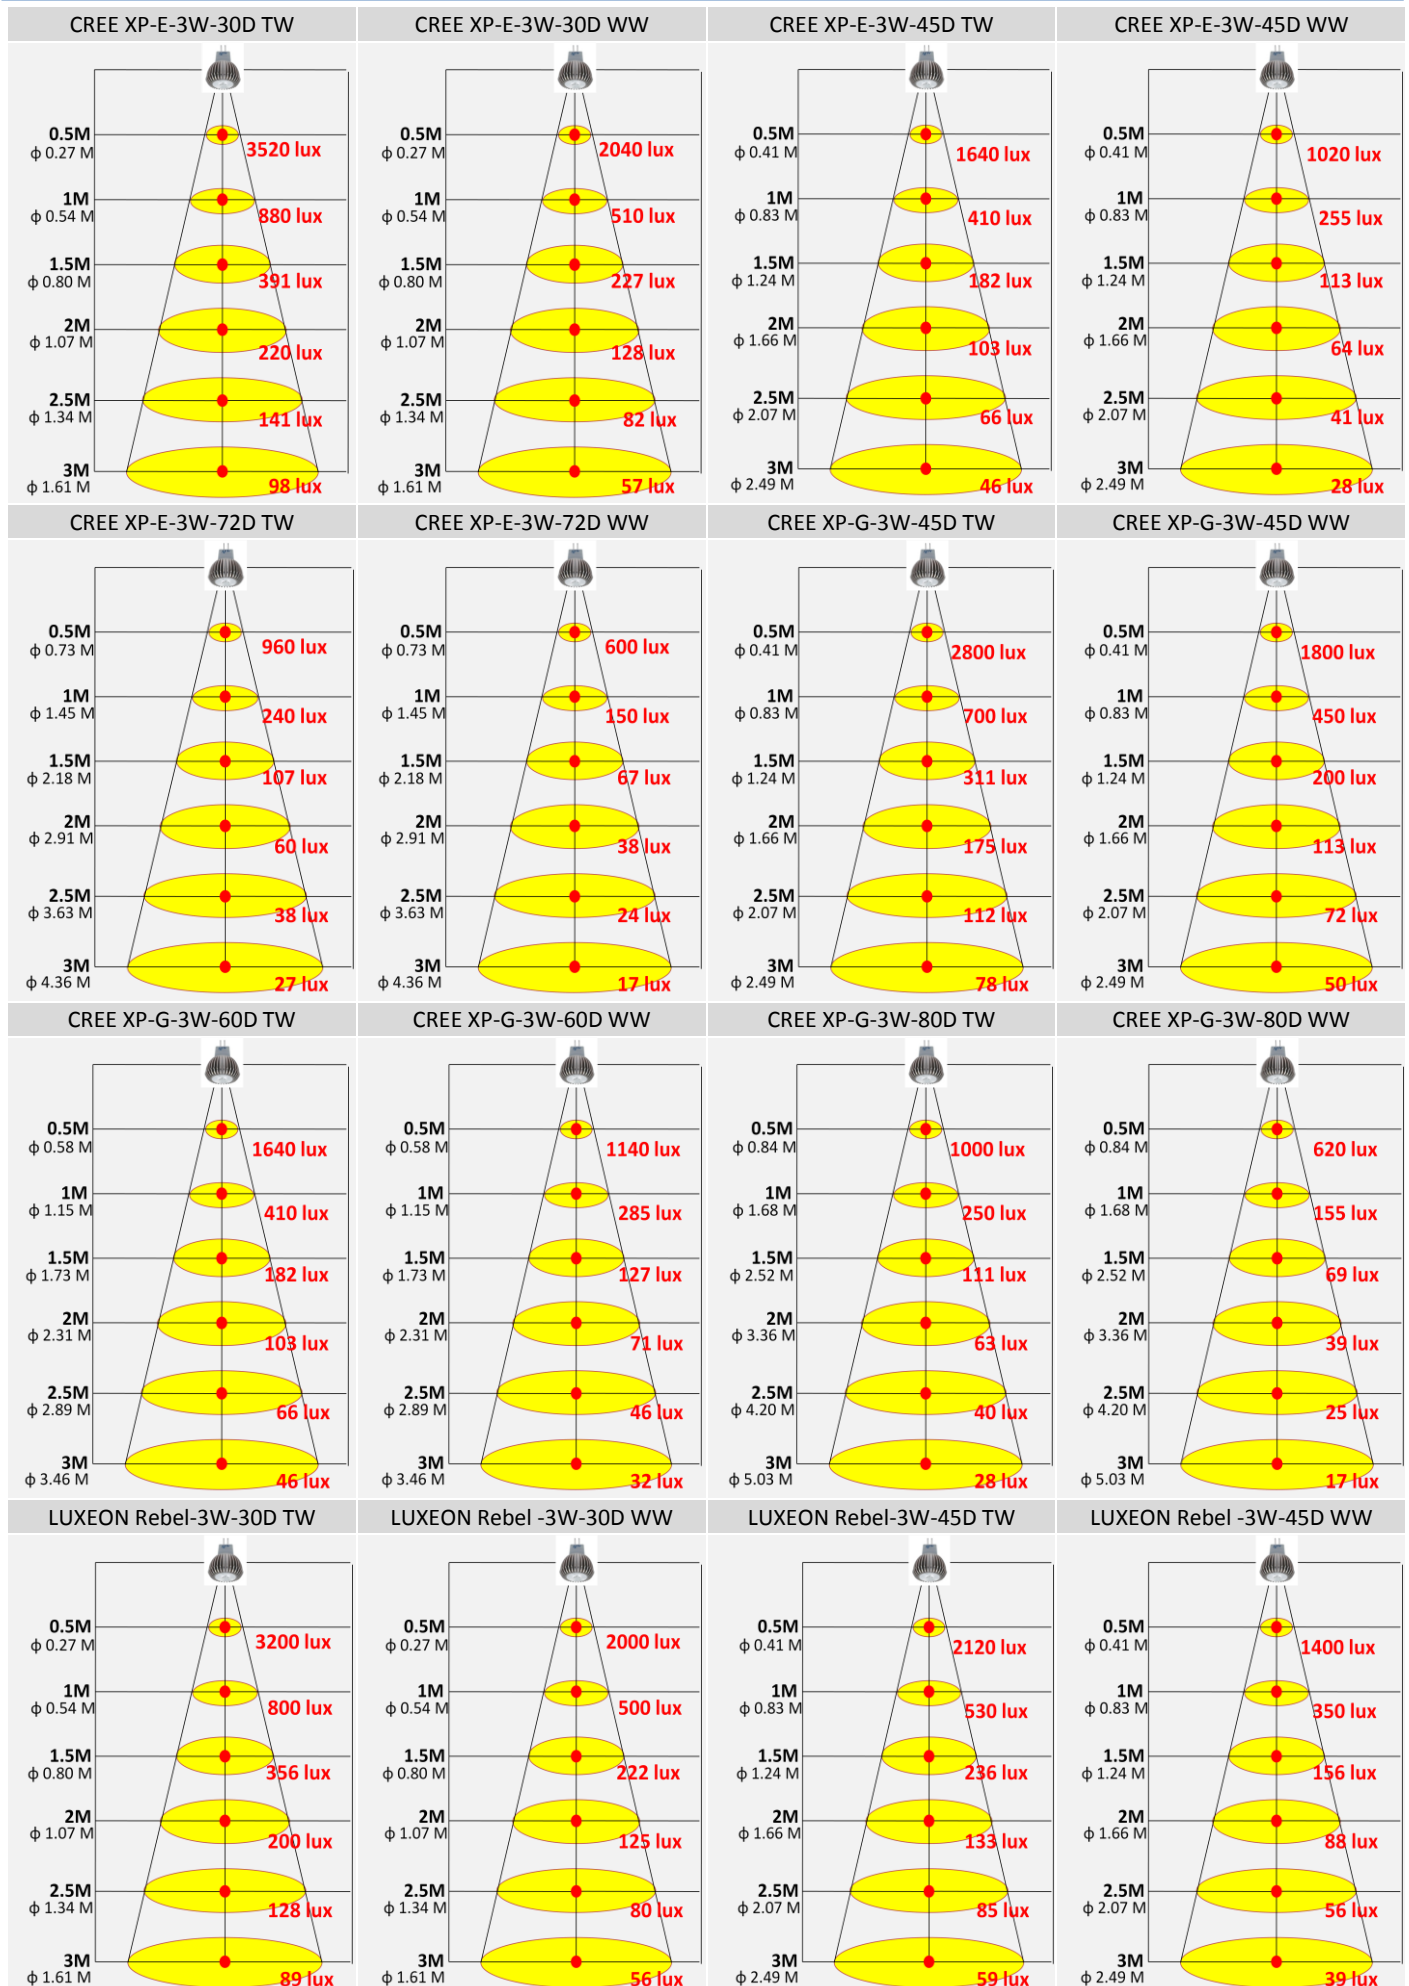 CREE XP-E-3W-30D TW
0.5M
ϕ 0.27 M
3520 lux
1M
ϕ 0.54 M
880 lux
1.5M
ϕ 0.80 M
391 lux
2M
ϕ 1.07 M
220 lux
2.5M
ϕ 1.34 M
141 lux
3M
ϕ 1.61 M
98 lux
CREE XP-E-3W-30D WW
0.5M
ϕ 0.27 M
2040 lux
1M
ϕ 0.54 M
510 lux
1.5M
ϕ 0.80 M
227 lux
2M
ϕ 1.07 M
128 lux
2.5M
ϕ 1.34 M
82 lux
3M
ϕ 1.61 M
57 lux
CREE XP-E-3W-45D TW
0.5M
ϕ 0.41 M
1640 lux
1M
ϕ 0.83 M
410 lux
1.5M
ϕ 1.24 M
182 lux
2M
ϕ 1.66 M
103 lux
2.5M
ϕ 2.07 M
66 lux
3M
ϕ 2.49 M
46 lux
CREE XP-E-3W-45D WW
0.5M
ϕ 0.41 M
1020 lux
1M
ϕ 0.83 M
255 lux
1.5M
ϕ 1.24 M
113 lux
2M
ϕ 1.66 M
64 lux
2.5M
ϕ 2.07 M
41 lux
3M
ϕ 2.49 M
28 lux
CREE XP-E-3W-72D TW
0.5M
ϕ 0.73 M
960 lux
1M
ϕ 1.45 M
240 lux
1.5M
ϕ 2.18 M
107 lux
2M
ϕ 2.91 M
60 lux
2.5M
ϕ 3.63 M
38 lux
3M
ϕ 4.36 M
27 lux
CREE XP-E-3W-72D WW
0.5M
ϕ 0.73 M
600 lux
1M
ϕ 1.45 M
150 lux
1.5M
ϕ 2.18 M
67 lux
2M
ϕ 2.91 M
38 lux
2.5M
ϕ 3.63 M
24 lux
3M
ϕ 4.36 M
17 lux
CREE XP-G-3W-45D TW
0.5M
ϕ 0.41 M
2800 lux
1M
ϕ 0.83 M
700 lux
1.5M
ϕ 1.24 M
311 lux
2M
ϕ 1.66 M
175 lux
2.5M
ϕ 2.07 M
112 lux
3M
ϕ 2.49 M
78 lux
CREE XP-G-3W-45D WW
0.5M
ϕ 0.41 M
1800 lux
1M
ϕ 0.83 M
450 lux
1.5M
ϕ 1.24 M
200 lux
2M
ϕ 1.66 M
113 lux
2.5M
ϕ 2.07 M
72 lux
3M
ϕ 2.49 M
50 lux
CREE XP-G-3W-60D TW
0.5M
ϕ 0.58 M
1640 lux
1M
ϕ 1.15 M
410 lux
1.5M
ϕ 1.73 M
182 lux
2M
ϕ 2.31 M
103 lux
2.5M
ϕ 2.89 M
66 lux
3M
ϕ 3.46 M
46 lux
CREE XP-G-3W-60D WW
0.5M
ϕ 0.58 M
1140 lux
1M
ϕ 1.15 M
285 lux
1.5M
ϕ 1.73 M
127 lux
2M
ϕ 2.31 M
71 lux
2.5M
ϕ 2.89 M
46 lux
3M
ϕ 3.46 M
32 lux
CREE XP-G-3W-80D TW
0.5M
ϕ 0.84 M
1000 lux
1M
ϕ 1.68 M
250 lux
1.5M
ϕ 2.52 M
111 lux
2M
ϕ 3.36 M
63 lux
2.5M
ϕ 4.20 M
40 lux
3M
ϕ 5.03 M
28 lux
CREE XP-G-3W-80D WW
0.5M
ϕ 0.84 M
620 lux
1M
ϕ 1.68 M
155 lux
1.5M
ϕ 2.52 M
69 lux
2M
ϕ 3.36 M
39 lux
2.5M
ϕ 4.20 M
25 lux
3M
ϕ 5.03 M
17 lux
LUXEON Rebel-3W-30D TW
0.5M
ϕ 0.27 M
3200 lux
1M
ϕ 0.54 M
800 lux
1.5M
ϕ 0.80 M
356 lux
2M
ϕ 1.07 M
200 lux
2.5M
ϕ 1.34 M
128 lux
3M
ϕ 1.61 M
89 lux
LUXEON Rebel -3W-30D WW
0.5M
ϕ 0.27 M
2000 lux
1M
ϕ 0.54 M
500 lux
1.5M
ϕ 0.80 M
222 lux
2M
ϕ 1.07 M
125 lux
2.5M
ϕ 1.34 M
80 lux
3M
ϕ 1.61 M
56 lux
LUXEON Rebel-3W-45D TW
0.5M
ϕ 0.41 M
2120 lux
1M
ϕ 0.83 M
530 lux
1.5M
ϕ 1.24 M
236 lux
2M
ϕ 1.66 M
133 lux
2.5M
ϕ 2.07 M
85 lux
3M
ϕ 2.49 M
59 lux
LUXEON Rebel -3W-45D WW
0.5M
ϕ 0.41 M
1400 lux
1M
ϕ 0.83 M
350 lux
1.5M
ϕ 1.24 M
156 lux
2M
ϕ 1.66 M
88 lux
2.5M
ϕ 2.07 M
56 lux
3M
ϕ 2.49 M
39 lux